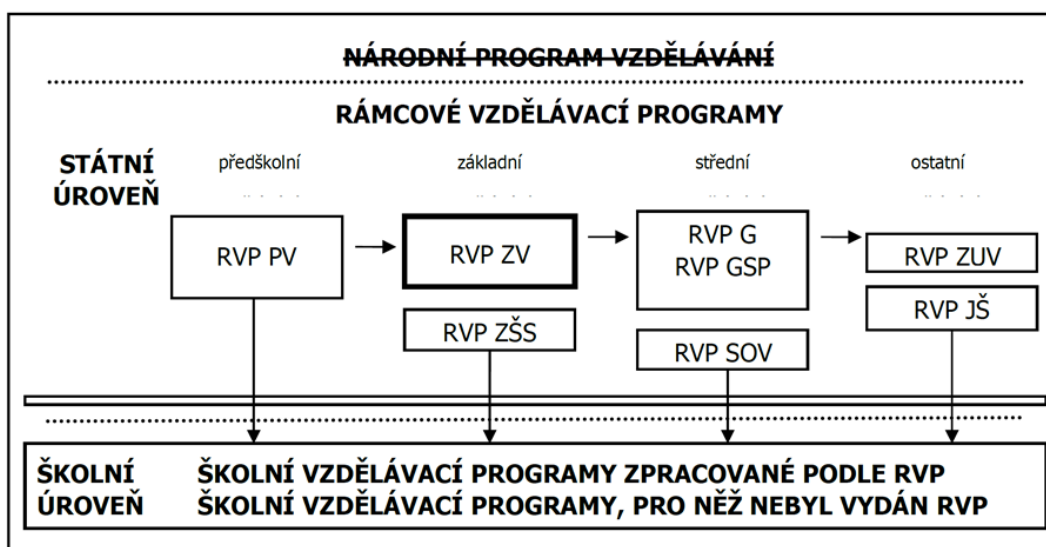 NÁRODNÍ PROGRAM VZDĚLÁVÁNÍ
RÁMCOVÉ VZDĚLÁVACÍ PROGRAMY
STÁTNÍ
ÚROVEŇ
předškolní
základní
střední
ostatní
RVP PV
RVP ZV
RVP G
RVP GSP
RVP ZUV
RVP ZŠS
RVP SOV
RVP JŠ
ŠKOLNÍ
ÚROVEŇ
ŠKOLNÍ VZDĚLÁVACÍ PROGRAMY ZPRACOVANÉ PODLE RVP
ŠKOLNÍ VZDĚLÁVACÍ PROGRAMY, PRO NĚŽ NEBYL VYDÁN RVP